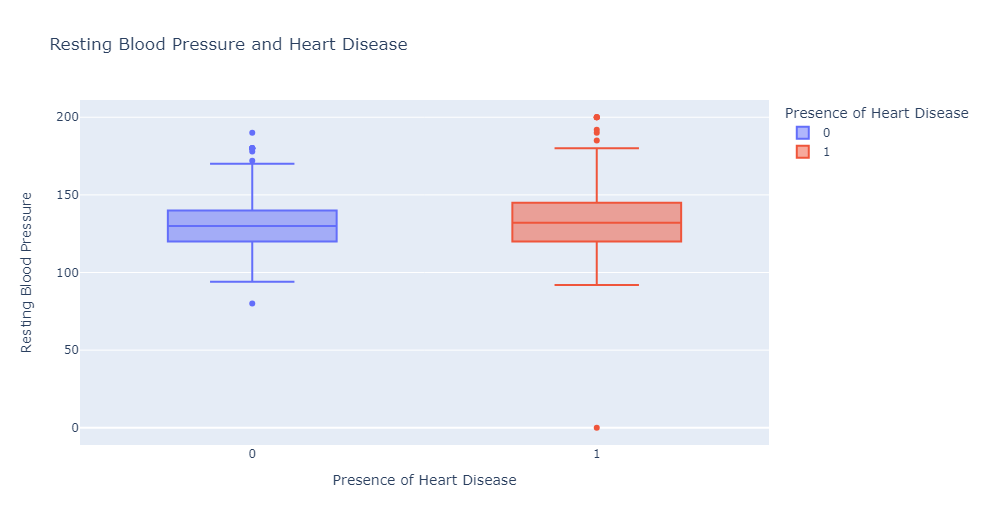 Resting Blood Pressure and Heart Disease
Presence of Heart Disease
0
1
200
150
100
50
0
Resting Blood Pressure
0
1
Presence of Heart Disease